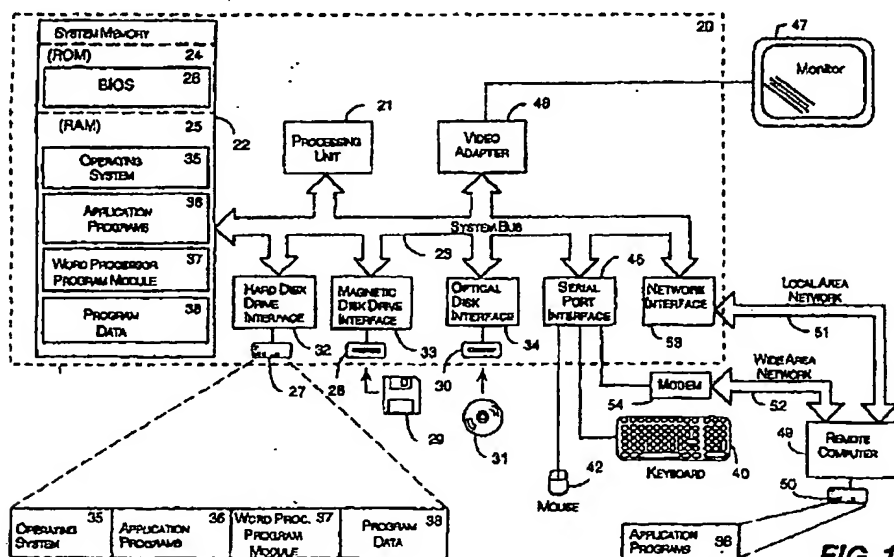 SYSTEM MEMORY
(ROM) 24
BIOS 26
(RAM) 25
22
OPERATING SYSTEM 35
APPLICATION PROGRAMS 36
WORD PROCESSOR PROGRAM MODULE 37
PROGRAM DATA 38
20
21
PROCESSING UNIT
48
VIDEO ADAPTER
47
Monitor
SYSTEM BUS
23
HARD DISK DRIVE INTERFACE
32
MAGNETIC DISK DRIVE INTERFACE
33
OPTICAL DISK INTERFACE
34
46
SERIAL PORT INTERFACE
NETWORK INTERFACE
53
LOCAL AREA NETWORK
51
27
28
29
30
31
MODEM
54
WIDE AREA NETWORK
52
42
MOUSE
KEYBOARD
40
49
REMOTE COMPUTER
50
OPERATING SYSTEM 35
APPLICATION PROGRAMS 36
WORD PROC. 37 PROGRAM MODULE
PROGRAM DATA 38
APPLICATION PROGRAMS 36
FIG. 1